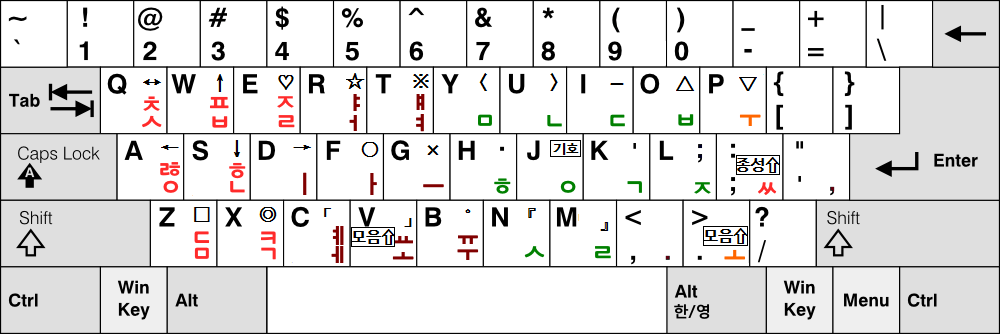 ~ ! @ # $ % ^ & * ( ) _ + |
` 1 2 3 4 5 6 7 8 9 0 - = \ ←
Tab Q ↔ W ↑ E ♡ R ☆ T ※ Y 〈 U 〉 I − O △ P ▽ { }
ㅊ ㅍ ㅈ ㅑ ㅒ
ㅅ ㅂ ㄹ ㅓ ㅕ ㅁ ㄴ ㄷ ㅂ ㅜ [ ]
Caps Lock A ← S ↓ D → F ○ G × H · J 기호 K ' L ; : "
A ㅀ ㅎ 종성⇧ Enter
ㅇ ㄴ ㅣ ㅏ ㅡ ㅎ ㅇ ㄱ ㅈ ; ㅆ ' ,
Shift Z □ X ◎ C 「 V 」 B ° N 『 M 』 < > ? Shift
ㄷ ㅋ ㅖ 모음⇧ ㅛ ㅠ 모음⇧
ㅁ ㄱ ㅔ ㅗ ㅜ ㅅ ㄹ , . . ㅗ /
Ctrl Win Key Alt Alt 한/영 Win Key Menu Ctrl